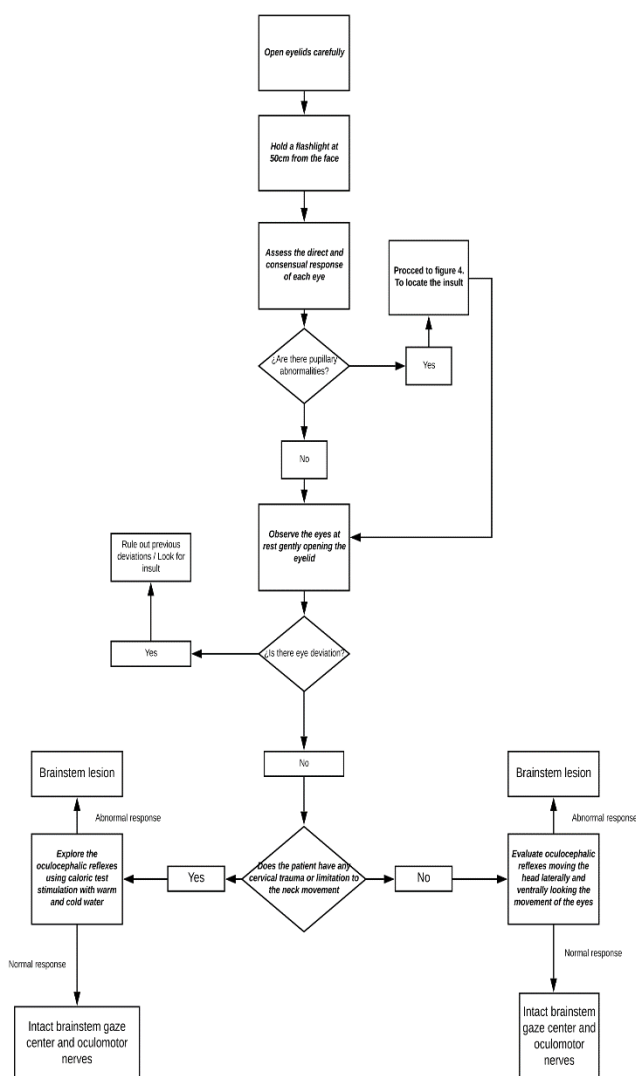 Open eyelids carefully
Hold a flashlight at
50cm from the face
Assess the direct and
consensual response
of each eye
Procced to figure 4.
To locate the insult
¿Are there pupillary
abnormalities?
Yes
No
Observe the eyes at
rest gently opening the
eyelid
Rule out previous
deviations / Look for
insult
Yes
¿Is there eye deviation?
No
Brainstem lesion
Brainstem lesion
Abnormal response
Abnormal response
Explore the
oculocephalic reflexes
using caloric test
stimulation with warm
and cold water
Yes
Does the patient have any
cervical trauma or limitation to
the neck movement
No
Evaluate oculocephalic
reflexes moving the
head laterally and
ventrally looking the
movement of the eyes
Normal response
Normal response
Intact brainstem gaze
center and oculomotor
nerves
Intact brainstem
gaze center and
oculomotor
nerves